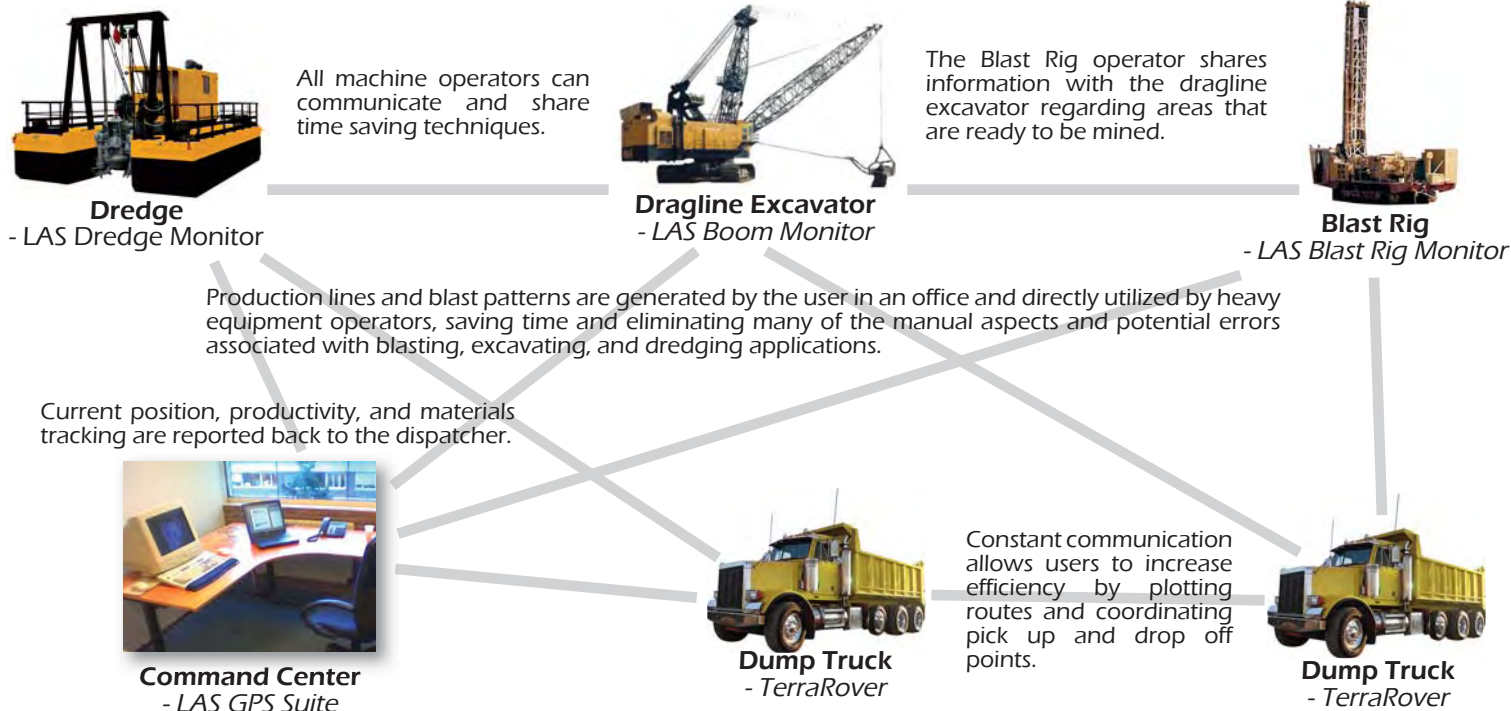 All machine operators can
communicate and share
time saving techniques.
The Blast Rig operator shares
information with the dragline
excavator regarding areas that
are ready to be mined.
Dredge
- LAS Dredge Monitor
Dragline Excavator
- LAS Boom Monitor
Blast Rig
- LAS Blast Rig Monitor
Production lines and blast patterns are generated by the user in an office and directly utilized by heavy
equipment operators, saving time and eliminating many of the manual aspects and potential errors
associated with blasting, excavating, and dredging applications.
Current position, productivity, and materials
tracking are reported back to the dispatcher.
Command Center
- LAS GPS Suite
Dump Truck
- TerraRover
Constant communication
allows users to increase
efficiency by plotting
routes and coordinating
pick up and drop off
points.
Dump Truck
- TerraRover